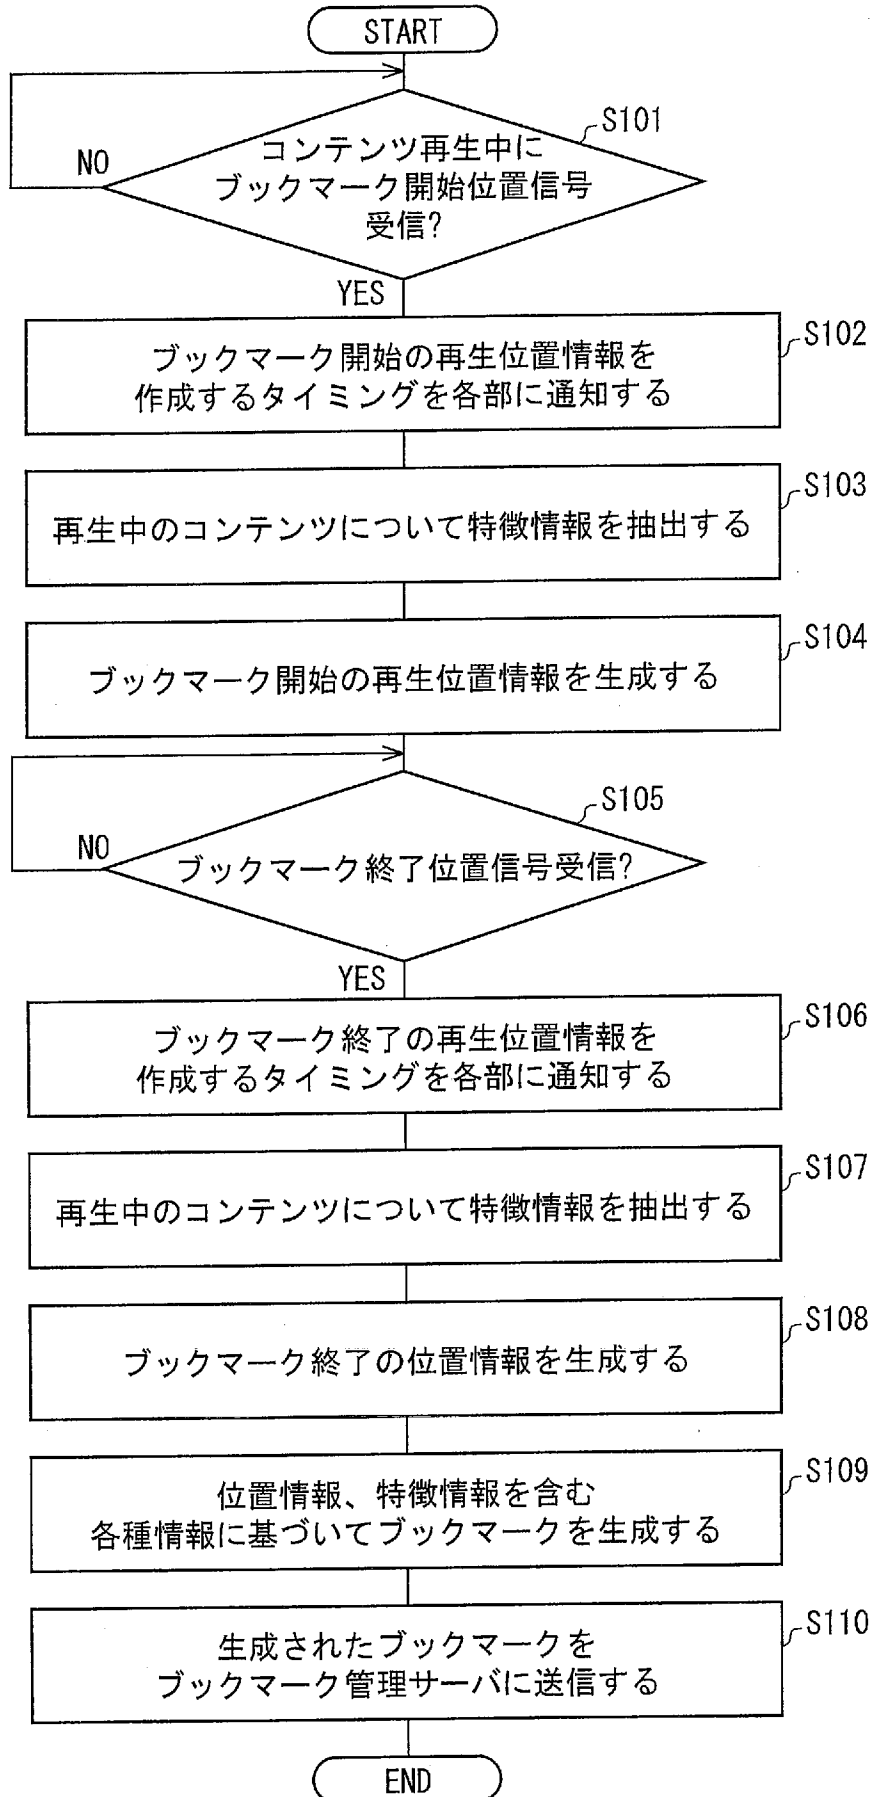 START
S101
コンテンツ再生中に
ブックマーク開始位置信号
受信?
NO
YES
S102
ブックマーク開始の再生位置情報を
作成するタイミングを各部に通知する
S103
再生中のコンテンツについて特徴情報を抽出する
S104
ブックマーク開始の再生位置情報を生成する
S105
ブックマーク終了位置信号受信?
NO
YES
S106
ブックマーク終了の再生位置情報を
作成するタイミングを各部に通知する
S107
再生中のコンテンツについて特徴情報を抽出する
S108
ブックマーク終了の位置情報を生成する
S109
位置情報、特徴情報を含む
各種情報に基づいてブックマークを生成する
S110
生成されたブックマークを
ブックマーク管理サーバに送信する
END